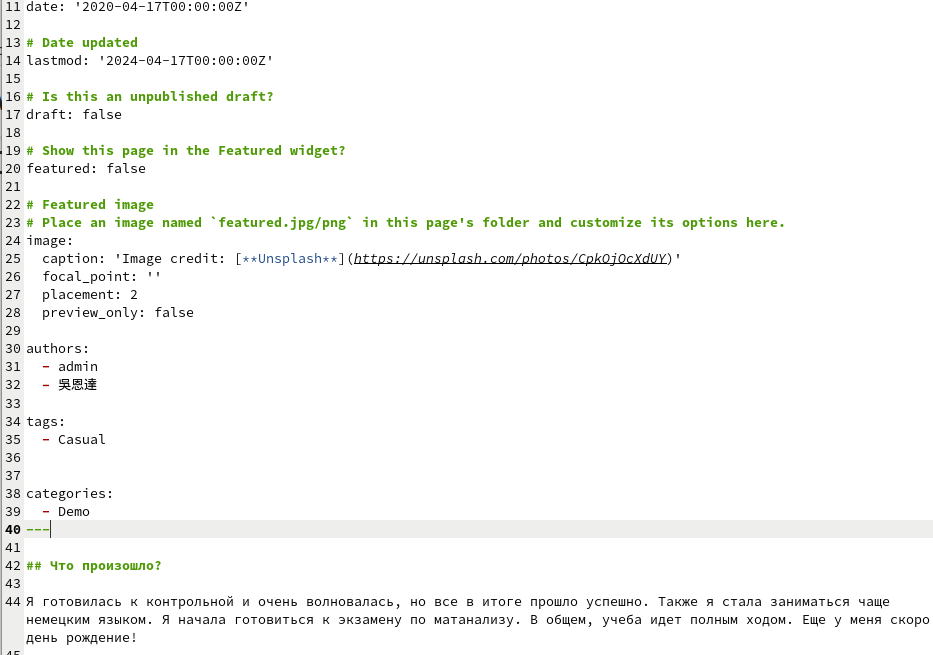 11 date: '2020-04-17T00:00:00Z'
12
13 # Date updated
14 lastmod: '2024-04-17T00:00:00Z'
15
16 # Is this an unpublished draft?
17 draft: false
18
19 # Show this page in the Featured widget?
20 featured: false
21
22 # Featured image
23 # Place an image named `featured.jpg/png` in this page's folder and customize its options here.
24 image:
25   caption: 'Image credit: [**Unsplash**](https://unsplash.com/photos/CpkOjOcXdUY)'
26   focal_point: ''
27   placement: 2
28   preview_only: false
29
30 authors:
31   - admin
32   - 吳恩達
33
34 tags:
35   - Casual
36
37
38 categories:
39   - Demo
40 ---
41
42 ## Что произошло?
43
44 Я готовилась к контрольной и очень волновалась, но все в итоге прошло успешно. Также я стала заниматься чаще
немецким языком. Я начала готовиться к экзамену по матанализу. В общем, учеба идет полным ходом. Еще у меня скоро
день рождение!